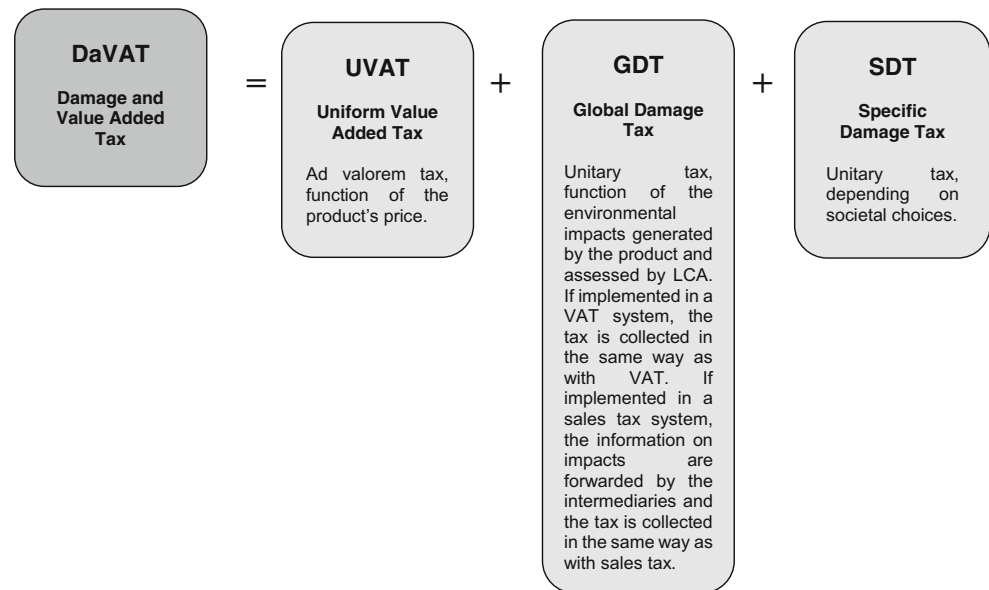 DaVAT
Damage and
Value Added
Tax
=
UVAT
Uniform Value
Added Tax
Ad valorem tax,
function of the
product's price.
+
GDT
Global Damage
Tax
Unitary tax,
function of the
environmental
impacts generated
by the product and
assessed by LCA.
If implemented in a
VAT system, the
tax is collected in
the same way as
with VAT. If
implemented in a
sales tax system,
the information on
impacts are
forwarded by the
intermediaries and
the tax is collected
in the same way as
with sales tax.
+
SDT
Specific
Damage Tax
Unitary tax,
depending on
societal choices.